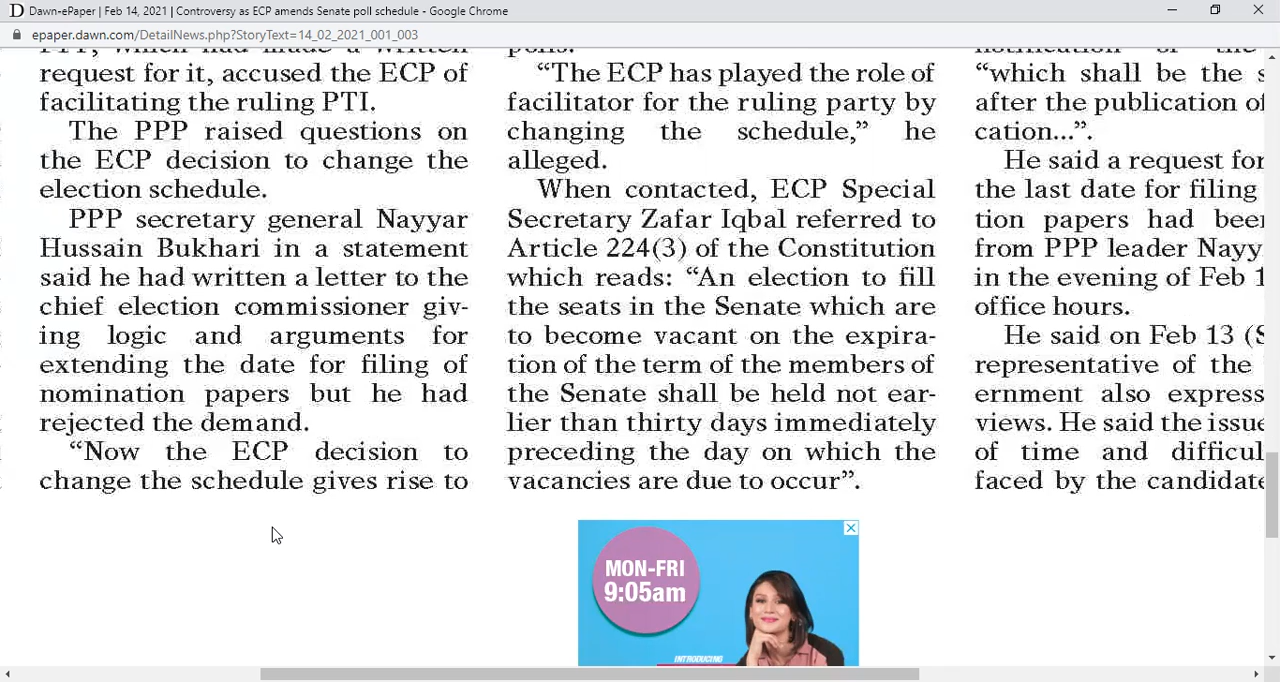 Dawn-ePaper | Feb 14, 2021 | Controversy as ECP amends Senate poll schedule - Google Chrome
epaper.dawn.com/DetailNews.php?StoryText=14_02_2021_001_003
request for it, accused the ECP of
facilitating the ruling PTI.
The PPP raised questions on
the ECP decision to change the
election schedule.
PPP secretary general Nayyar
Hussain Bukhari in a statement
said he had written a letter to the
chief election commissioner giv-
ing logic and arguments for
extending the date for filing of
nomination papers but he had
rejected the demand.
“Now the ECP decision to
change the schedule gives rise to
polls.
“The ECP has played the role of
facilitator for the ruling party by
changing the schedule,” he
alleged.
When contacted, ECP Special
Secretary Zafar Iqbal referred to
Article 224(3) of the Constitution
which reads: “An election to fill
the seats in the Senate which are
to become vacant on the expira-
tion of the term of the members of
the Senate shall be held not ear-
lier than thirty days immediately
preceding the day on which the
vacancies are due to occur”.
notification of the
“which shall be the s
after the publication of
cation...”.
He said a request for
the last date for filing
tion papers had been
from PPP leader Nayy
in the evening of Feb 1
office hours.
He said on Feb 13 (S
representative of the
ernment also express
views. He said the issue
of time and difficul
faced by the candidate
MON-FRI
9:05am
INTRODUCING